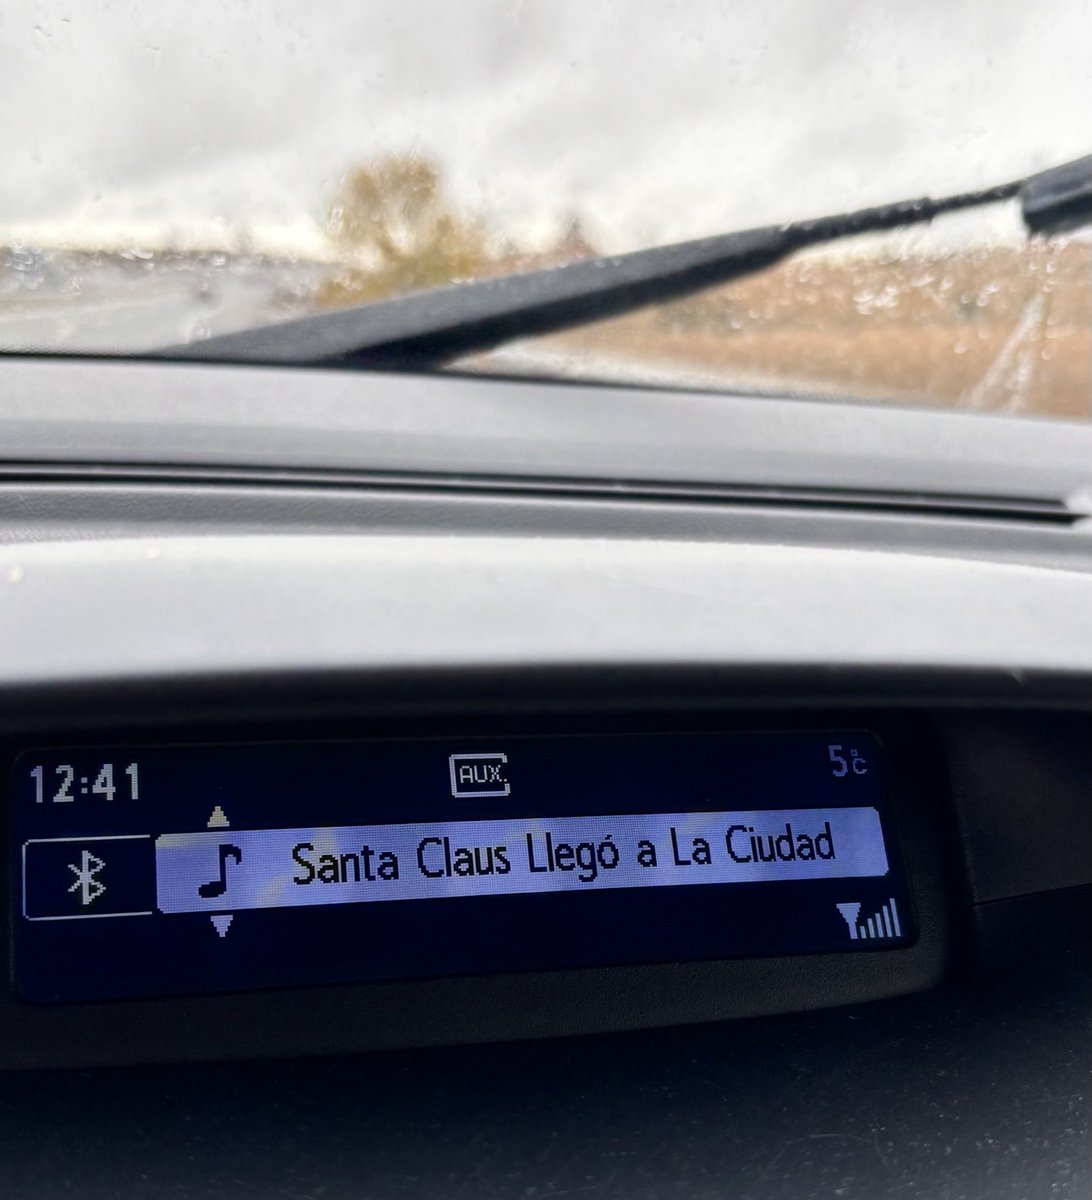 12:41
AUX.
5°C
Santa Claus Llegó a La Ciudad